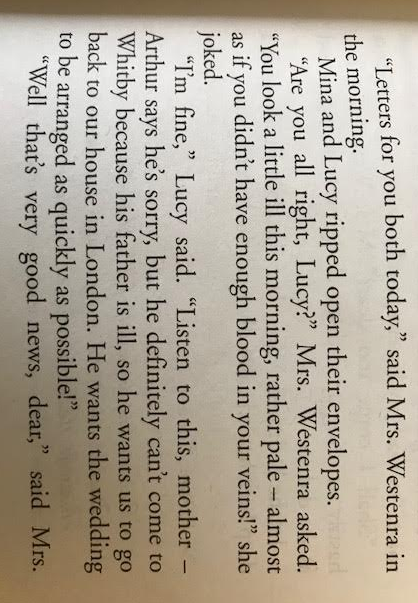 “Letters for you both today,” said Mrs. Westenra in
the morning.
Mina and Lucy ripped open their envelopes.
“Are you all right, Lucy?” Mrs. Westenra asked.
“You look a little ill this morning, rather pale – almost
as if you didn’t have enough blood in your veins!” she
joked.
“I’m fine,” Lucy said. “Listen to this, mother –
Arthur says he’s sorry, but he definitely can’t come to
Whitby because his father is ill, so he wants us to go
back to our house in London. He wants the wedding
to be arranged as quickly as possible!”
“Well that’s very good news, dear,” said Mrs.